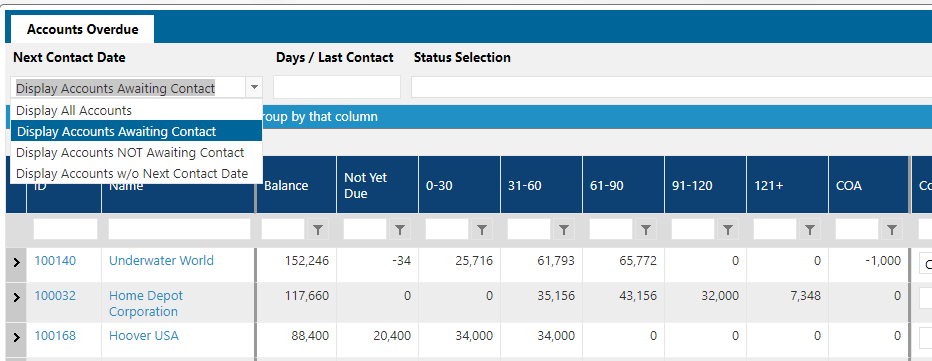 Accounts Overdue
Next Contact Date Days / Last Contact Status Selection
Display Accounts Awaiting Contact
Display All Accounts
Display Accounts Awaiting Contact
roup by that column
Display Accounts NOT Awaiting Contact
Display Accounts w/o Next Contact Date
ID Name Balance Not Yet Due 0-30 31-60 61-90 91-120 121+ COA Co
100140 Underwater World 152,246 -34 25,716 61,793 65,772 0 0 -1,000 C
100032 Home Depot Corporation 117,660 0 0 35,156 43,156 32,000 7,348 0
100168 Hoover USA 88,400 20,400 34,000 34,000 0 0 0 0